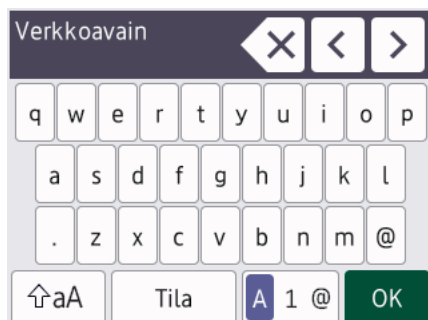 Verkkoavain
q w e r t y u i o p
a s d f g h j k l
. z x c v b n m @
aA Tila A 1 @ OK